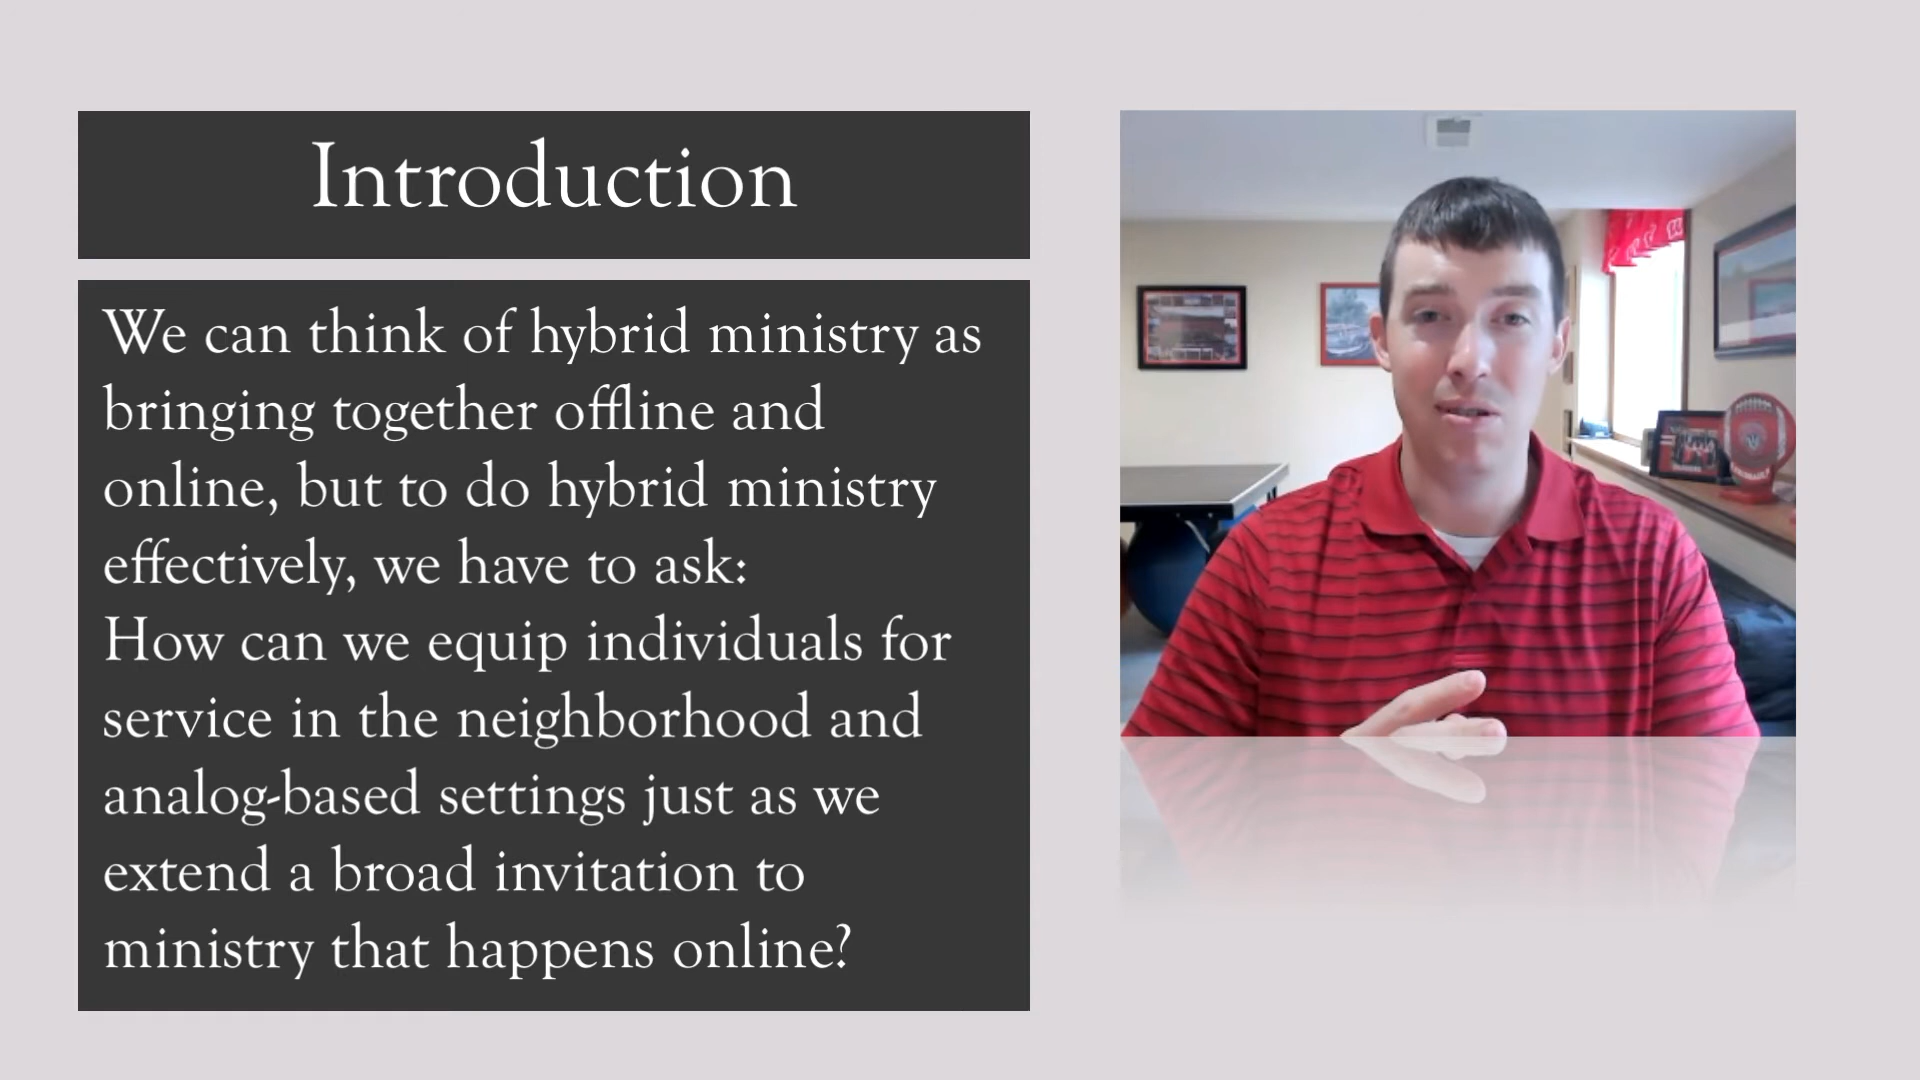 Introduction
We can think of hybrid ministry as
bringing together offline and
online, but to do hybrid ministry
effectively, we have to ask:
How can we equip individuals for
service in the neighborhood and
analog-based settings just as we
extend a broad invitation to
ministry that happens online?